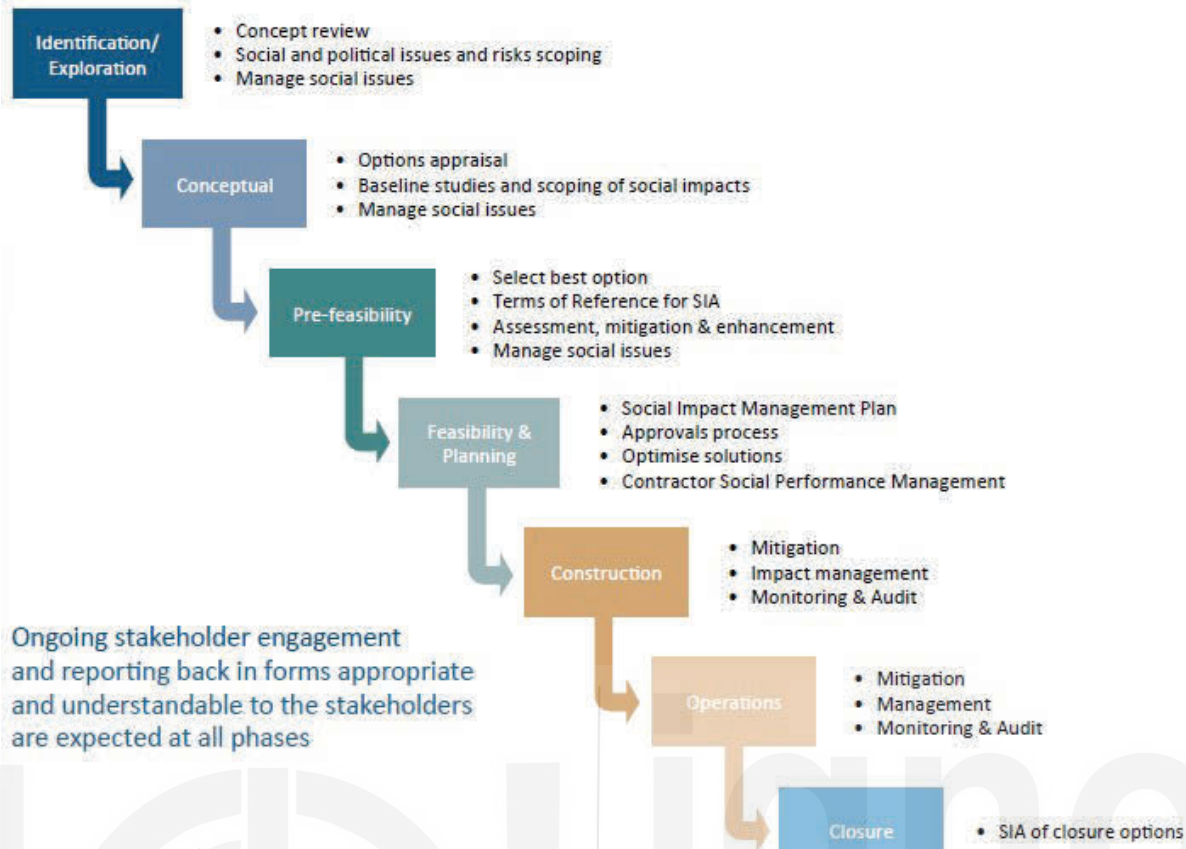 Identification/
Exploration
• Concept review
• Social and political issues and risks scoping
• Manage social issues
Conceptual
• Options appraisal
• Baseline studies and scoping of social impacts
• Manage social issues
Pre-feasibility
• Select best option
• Terms of Reference for SIA
• Assessment, mitigation & enhancement
• Manage social issues
Feasibility &
Planning
• Social Impact Management Plan
• Approvals process
• Optimise solutions
• Contractor Social Performance Management
Construction
• Mitigation
• Impact management
• Monitoring & Audit
Ongoing stakeholder engagement
and reporting back in forms appropriate
and understandable to the stakeholders
are expected at all phases
Operations
• Mitigation
• Management
• Monitoring & Audit
Closure
• SIA of closure options